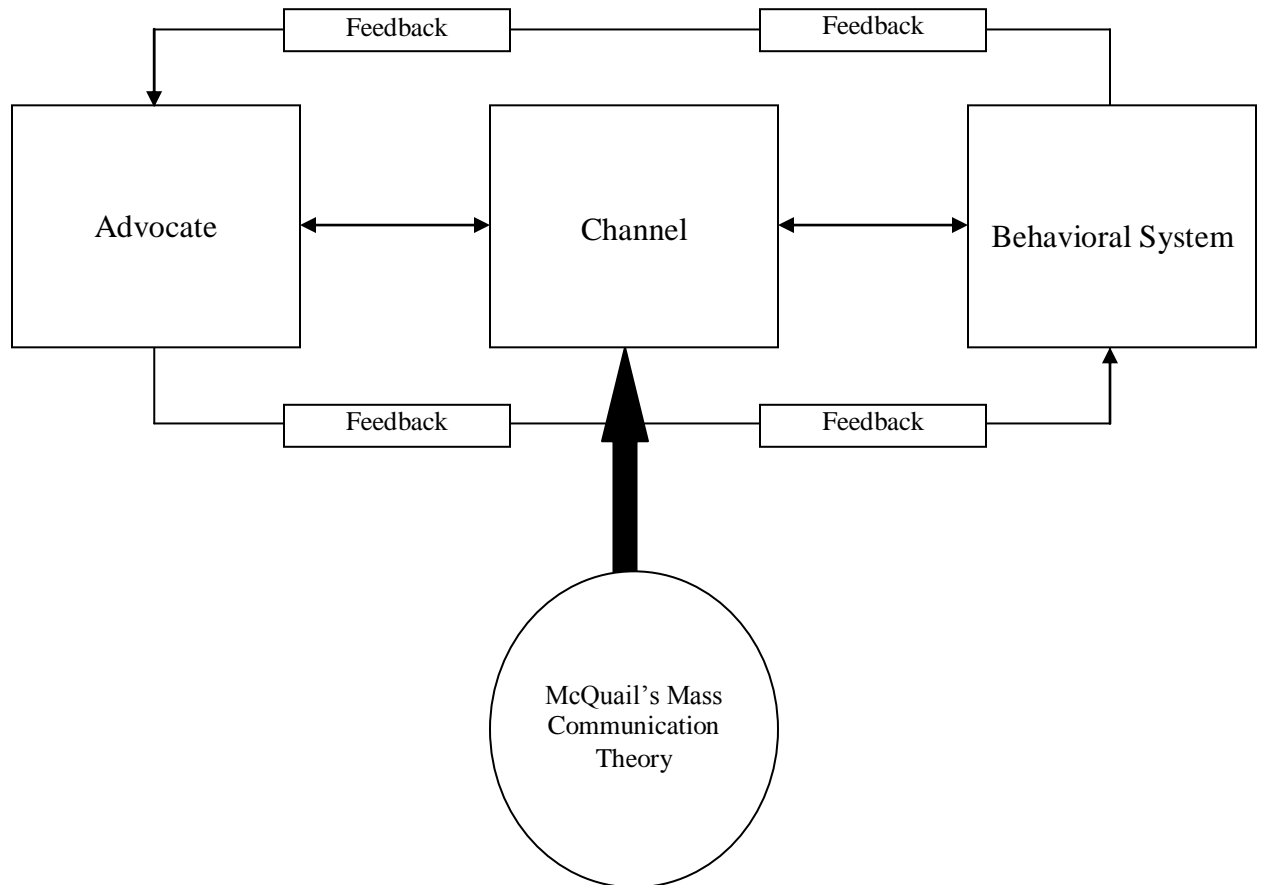 Feedback
Feedback
Advocate
Channel
Behavioral System
Feedback
Feedback
McQuail’s Mass
Communication
Theory